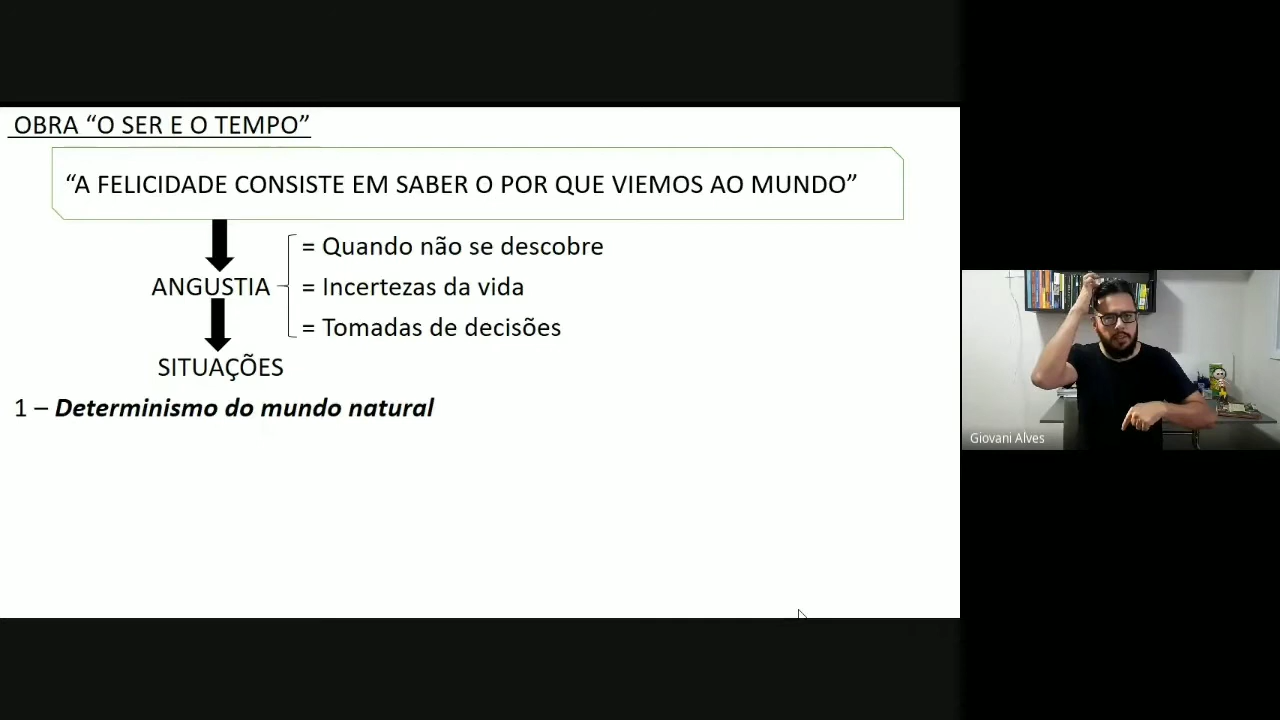 OBRA “O SER E O TEMPO”
“A FELICIDADE CONSISTE EM SABER O POR QUE VIEMOS AO MUNDO”
ANGUSTIA
= Quando não se descobre
= Incertezas da vida
= Tomadas de decisões
SITUAÇÕES
1 – Determinismo do mundo natural
Giovani Alves